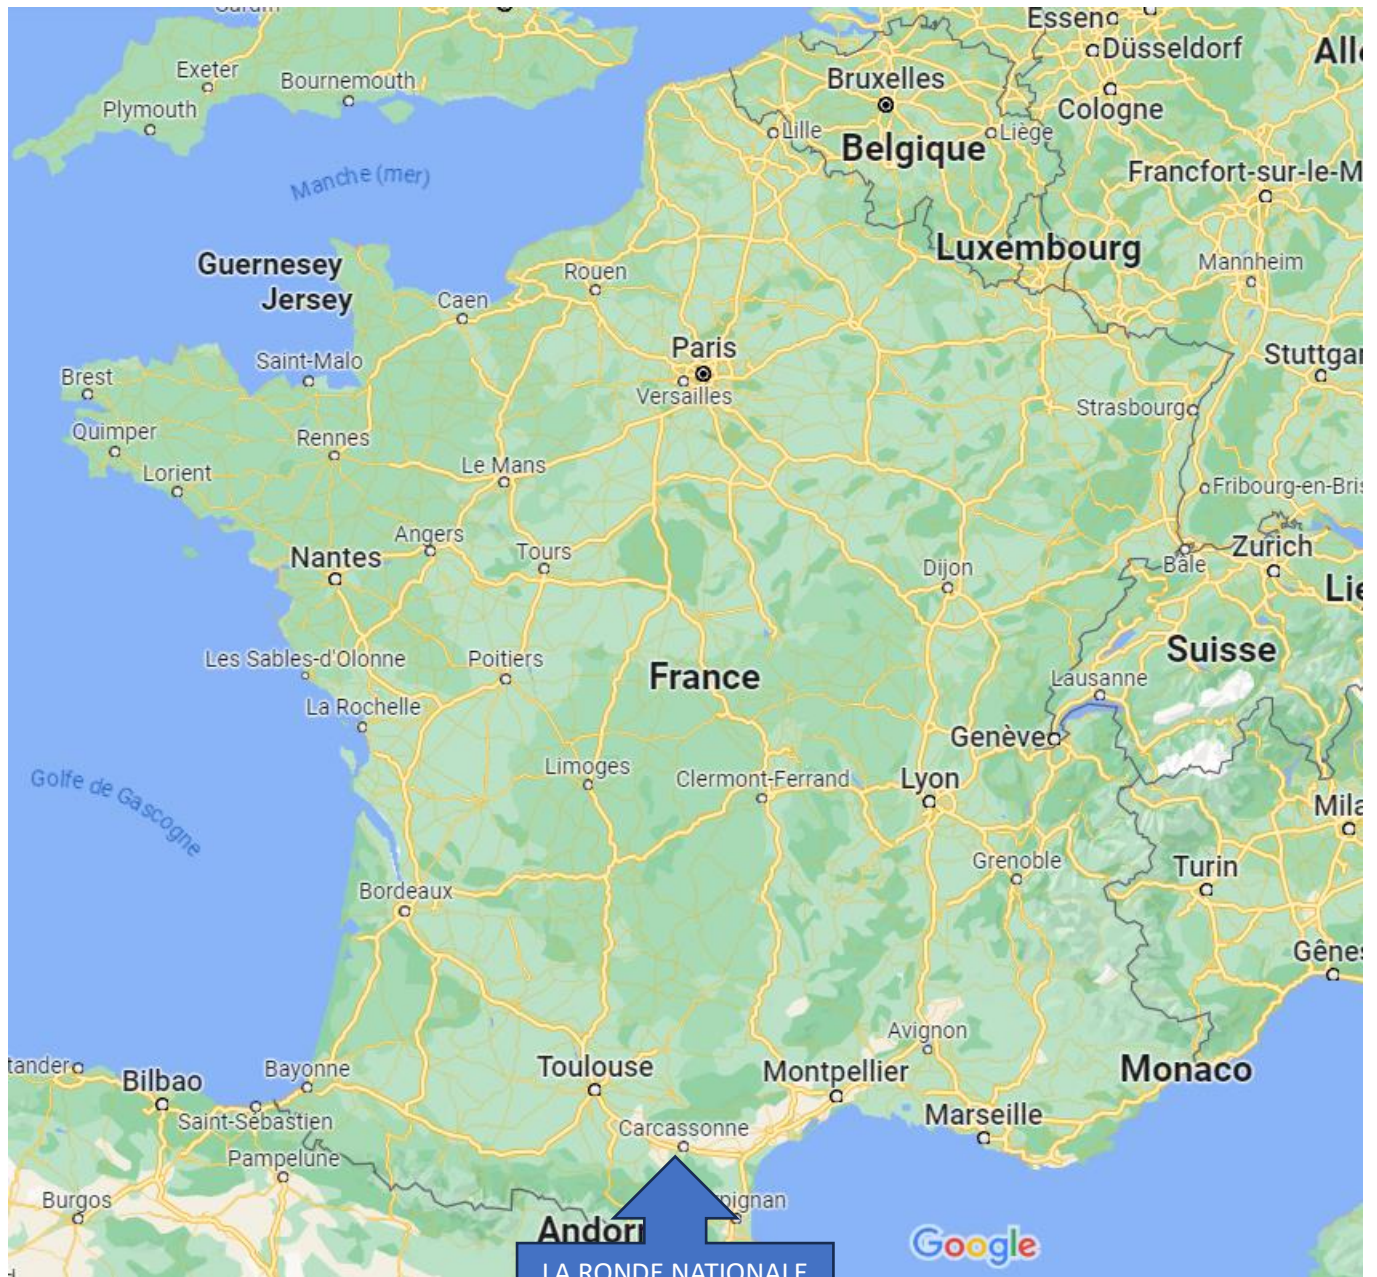 Essen
Düsseldorf
Exeter
Bournemouth
Bruxelles
Plymouth
Cologne
Lille
Liège
Belgique
Manche (mer)
Francfort-sur-le-M
Guernesey
Luxembourg
Rouen
Mannheim
Jersey
Caen
Paris
Stuttgar
Saint-Malo
Brest
Versailles
Strasbourg
Quimper
Rennes
Le Mans
Lorient
Fribourg-en-Bris
Angers
Nantes
Tours
Zurich
Dijon
Bâle
Lie
Les Sables-d'Olonne
Poitiers
France
Suisse
Lausanne
La Rochelle
Genève
Limoges
Clermont-Ferrand
Lyon
Golfe de Gascogne
Mila
Grenoble
Turin
Bordeaux
Gênes
Avignon
tander
Bilbao
Bayonne
Toulouse
Montpellier
Monaco
Saint-Sébastien
Carcassonne
Marseille
Pampelune
Burgos
pignan
Andorr
Google
LA RONDE NATIONALE